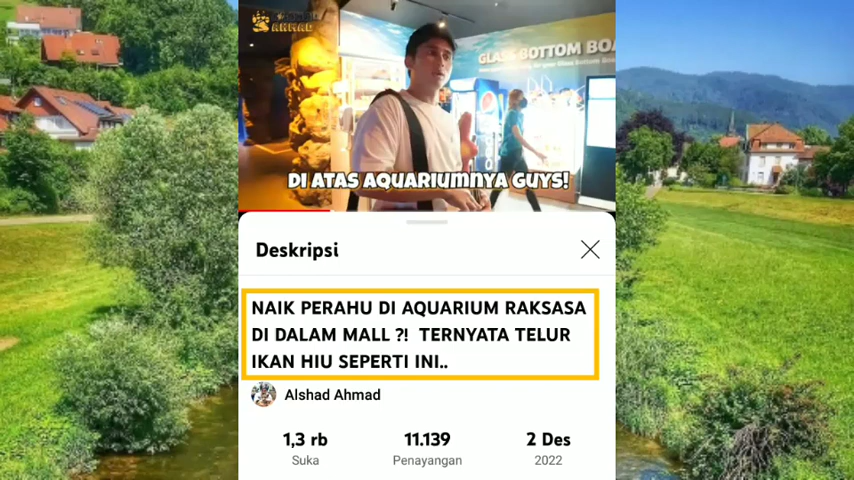 AHMAD
GLASS BOTTOM BOA
DI ATAS AQUARIUMNYA GUYS!
Deskripsi
NAIK PERAHU DI AQUARIUM RAKSASA
DI DALAM MALL ?! TERNYATA TELUR
IKAN HIU SEPERTI INI..
Alshad Ahmad
1,3 rb
11.139
2 Des
Suka
Penayangan
2022